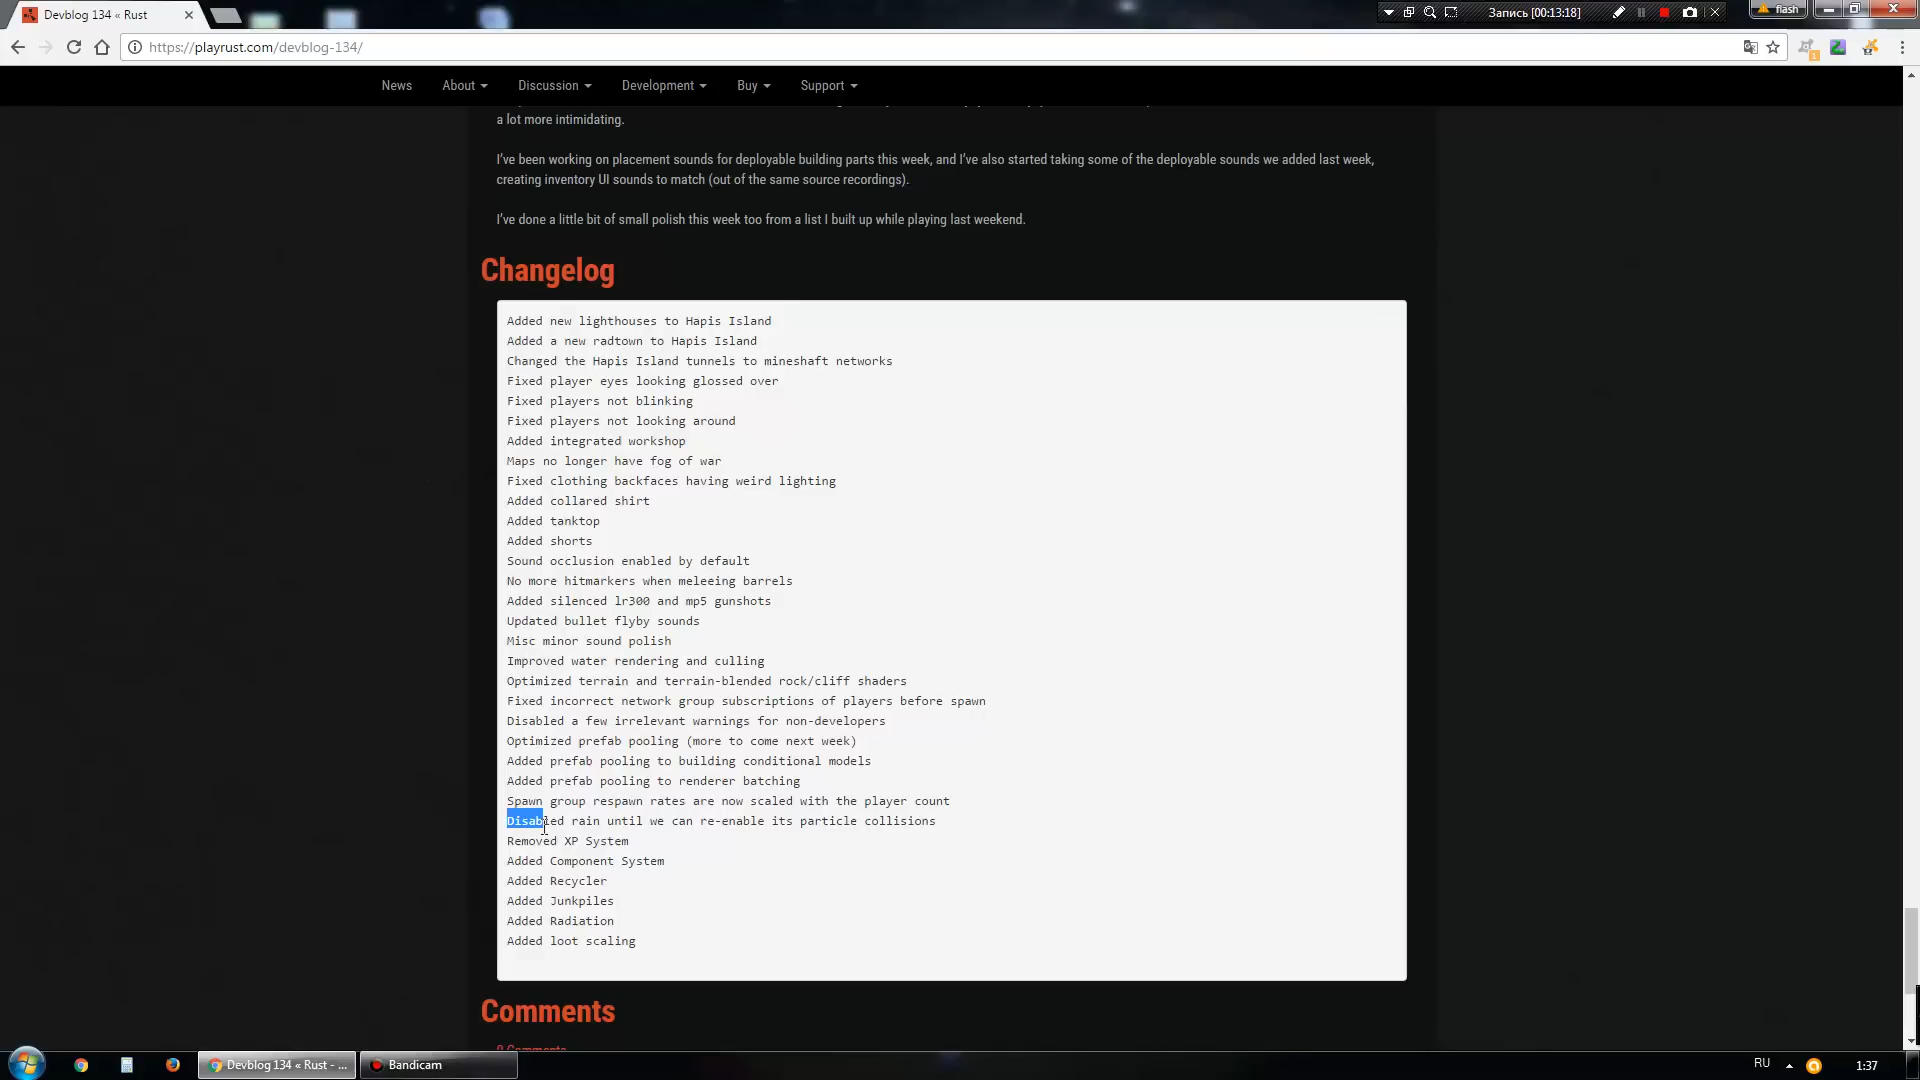 Devblog 134 « Rust
Запись [00:13:18]
flash
https://playrust.com/devblog-134/
News
About
Discussion
Development
Buy
Support
a lot more intimidating.
I've been working on placement sounds for deployable building parts this week, and I've also started taking some of the deployable sounds we added last week,
creating inventory UI sounds to match (out of the same source recordings).
I've done a little bit of small polish this week too from a list I built up while playing last weekend.
Changelog
Added new lighthouses to Hapis Island
Added a new radtown to Hapis Island
Changed the Hapis Island tunnels to mineshaft networks
Fixed player eyes looking glossed over
Fixed players not blinking
Fixed players not looking around
Added integrated workshop
Maps no longer have fog of war
Fixed clothing backfaces having weird lighting
Added collared shirt
Added tanktop
Added shorts
Sound occlusion enabled by default
No more hitmarkers when meleeing barrels
Added silenced lr300 and mp5 gunshots
Updated bullet flyby sounds
Misc minor sound polish
Improved water rendering and culling
Optimized terrain and terrain-blended rock/cliff shaders
Fixed incorrect network group subscriptions of players before spawn
Disabled a few irrelevant warnings for non-developers
Optimized prefab pooling (more to come next week)
Added prefab pooling to building conditional models
Added prefab pooling to renderer batching
Spawn group respawn rates are now scaled with the player count
Disabled rain until we can re-enable its particle collisions
Removed XP System
Added Component System
Added Recycler
Added Junkpiles
Added Radiation
Added loot scaling
Comments
Devblog 134 « Rust - ...
Bandicam
RU
1:37